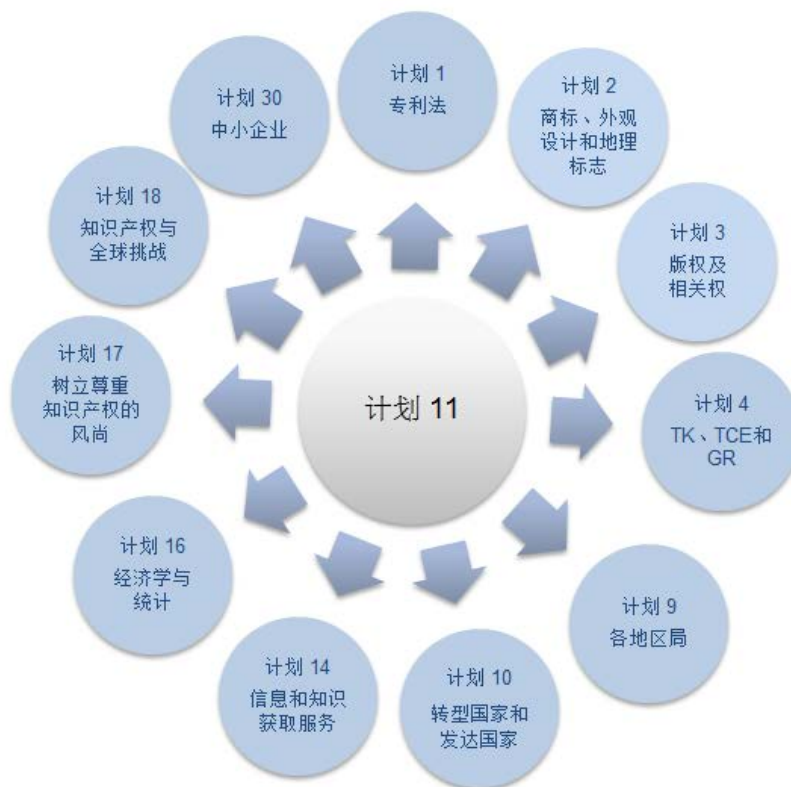 计划 1
专利法
计划 2
商标、外观
设计和地理
标志
计划 3
版权及
相关权
计划 4
TK、TCE和
GR
计划 9
各地区局
计划 10
转型国家和
发达国家
计划 14
信息和知识
获取服务
计划 16
经济学与
统计
计划 17
树立尊重
知识产权的
风尚
计划 18
知识产权与
全球挑战
计划 30
中小企业
计划 11